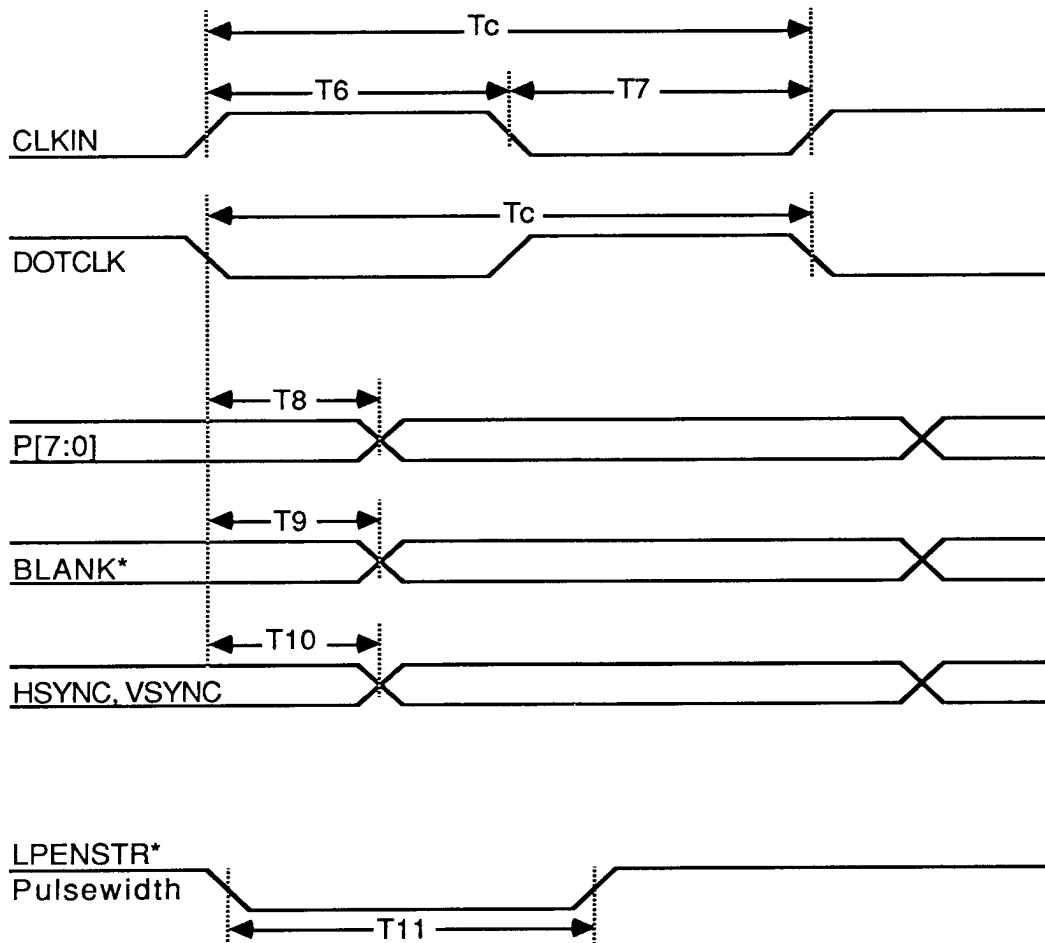 Tc
T6
T7
CLKIN
Tc
DOTCLK
T8
P[7:0]
T9
BLANK*
T10
HSYNC, VSYNC
LPENSTR*
Pulsewidth
T11